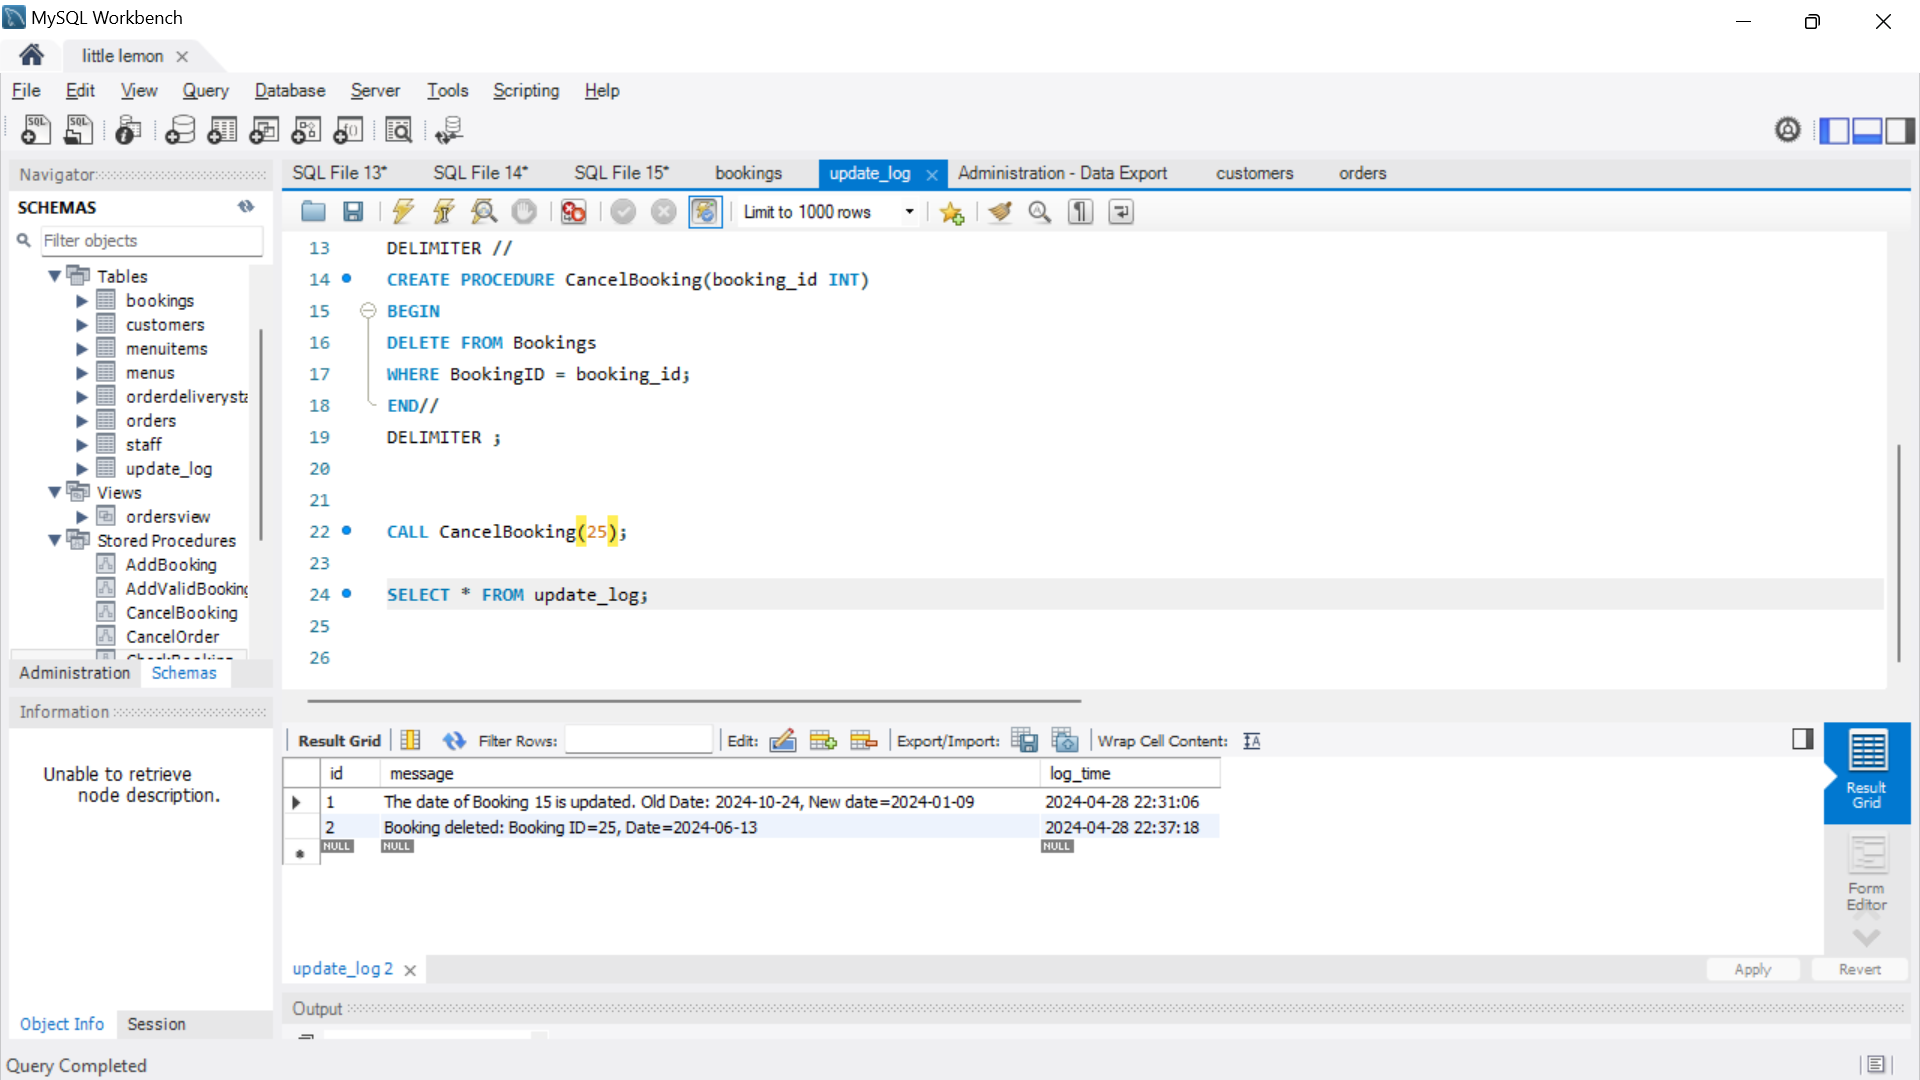 MySQL Workbench
little lemon
File Edit View Query Database Server Tools Scripting Help
SQL SQL
Navigator
SCHEMAS
Filter objects
Tables
bookings
customers
menuitems
menus
orderdeliveryst
orders
staff
update_log
Views
ordersview
Stored Procedures
AddBooking
AddValidBooking
CancelBooking
CancelOrder
Administration Schemas
Information
Unable to retrieve
node description.
Object Info Session
SQL File 13* SQL File 14* SQL File 15* bookings update_log Administration - Data Export customers orders
Limit to 1000 rows
13 DELIMITER //
14 CREATE PROCEDURE CancelBooking(booking_id INT)
15 BEGIN
16 DELETE FROM Bookings
17 WHERE BookingID = booking_id;
18 END//
19 DELIMITER ;
20
21
22 CALL CancelBooking(25);
23
24 SELECT * FROM update_log;
25
26
Result Grid Filter Rows: Edit: Export/Import: Wrap Cell Content:
id message log_time
1 The date of Booking 15 is updated. Old Date: 2024-10-24, New date=2024-01-09 2024-04-28 22:31:06
2 Booking deleted: Booking ID=25, Date=2024-06-13 2024-04-28 22:37:18
NULL NULL NULL
Result
Grid
Form
Editor
update_log 2 Apply Revert
Output
Query Completed